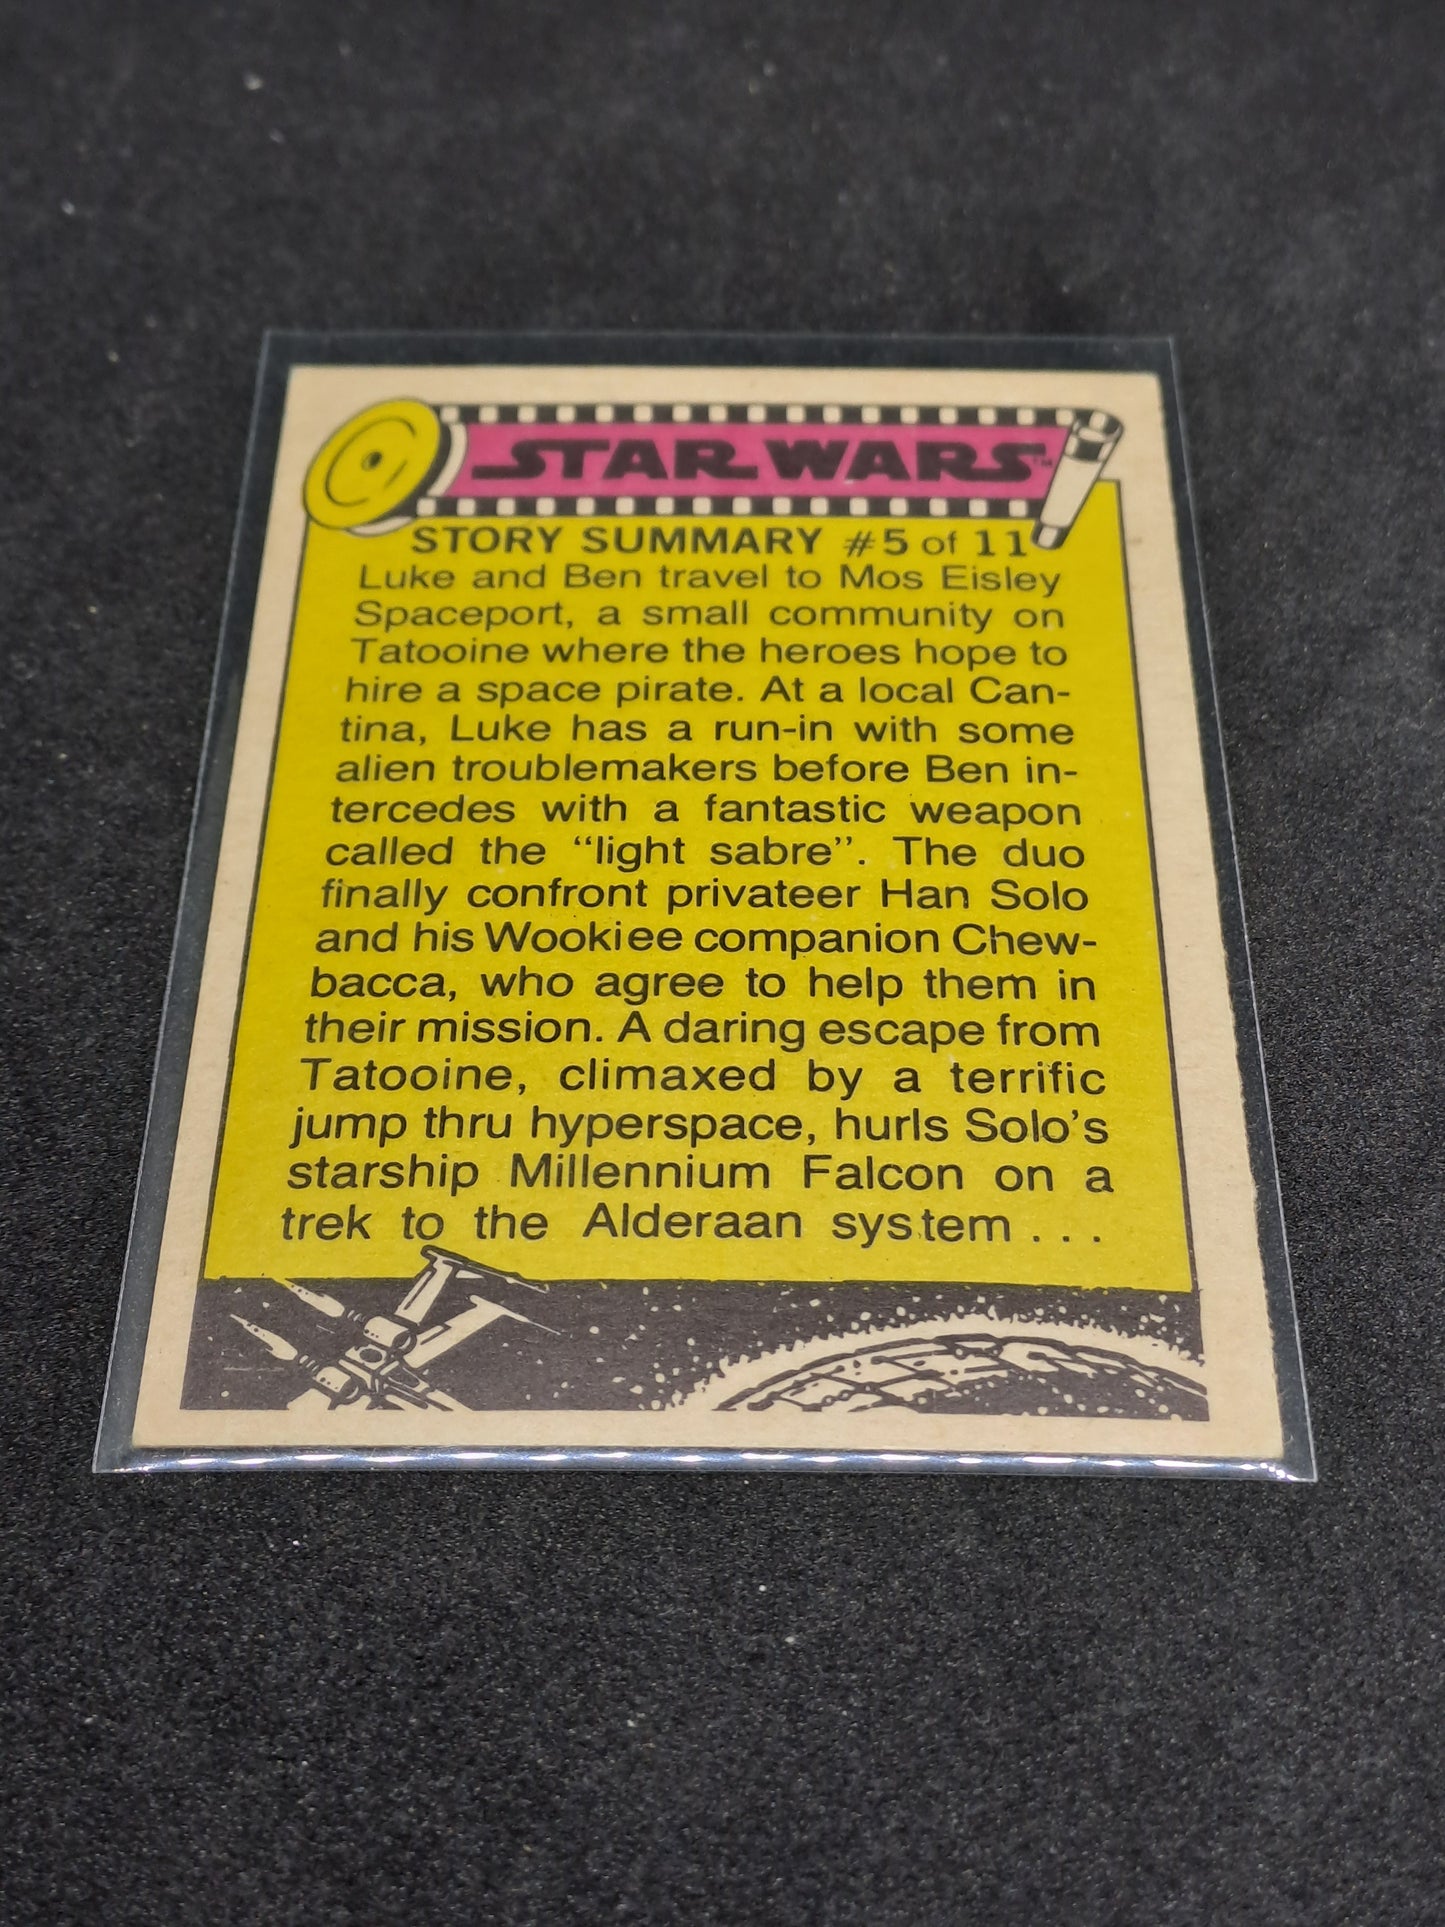 STAR WARS™
STORY SUMMARY #5 of 11
Luke and Ben travel to Mos Eisley
Spaceport, a small community on
Tatooine where the heroes hope to
hire a space pirate. At a local Can-
tina, Luke has a run-in with some
alien troublemakers before Ben in-
tercedes with a fantastic weapon
called the “light sabre”. The duo
finally confront privateer Han Solo
and his Wookiee companion Chew-
bacca, who agree to help them in
their mission. A daring escape from
Tatooine, climaxed by a terrific
jump thru hyperspace, hurls Solo’s
starship Millennium Falcon on a
trek to the Alderaan system . . .